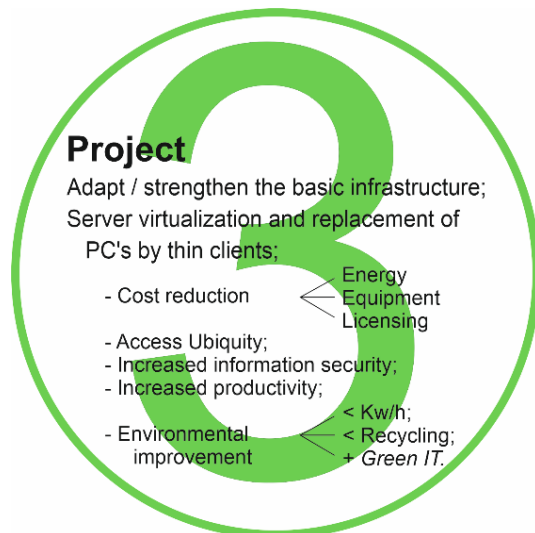 3
Project
Adapt / strengthen the basic infrastructure;
Server virtualization and replacement of
PC's by thin clients;
- Cost reduction
Energy
Equipment
Licensing
- Access Ubiquity;
- Increased information security;
- Increased productivity;
- Environmental
improvement
< Kw/h;
< Recycling;
+ Green IT.